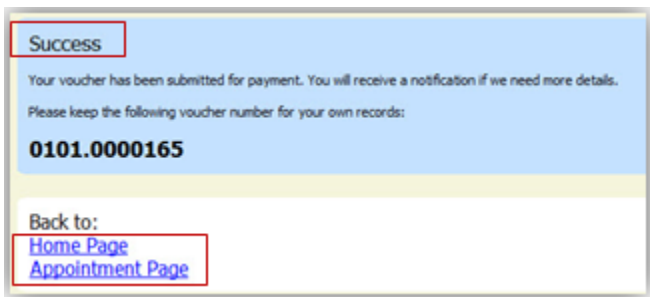 Success
Your voucher has been submitted for payment. You will receive a notification if we need more details.
Please keep the following voucher number for your own records:
0101.0000165
Back to:
Home Page
Appointment Page